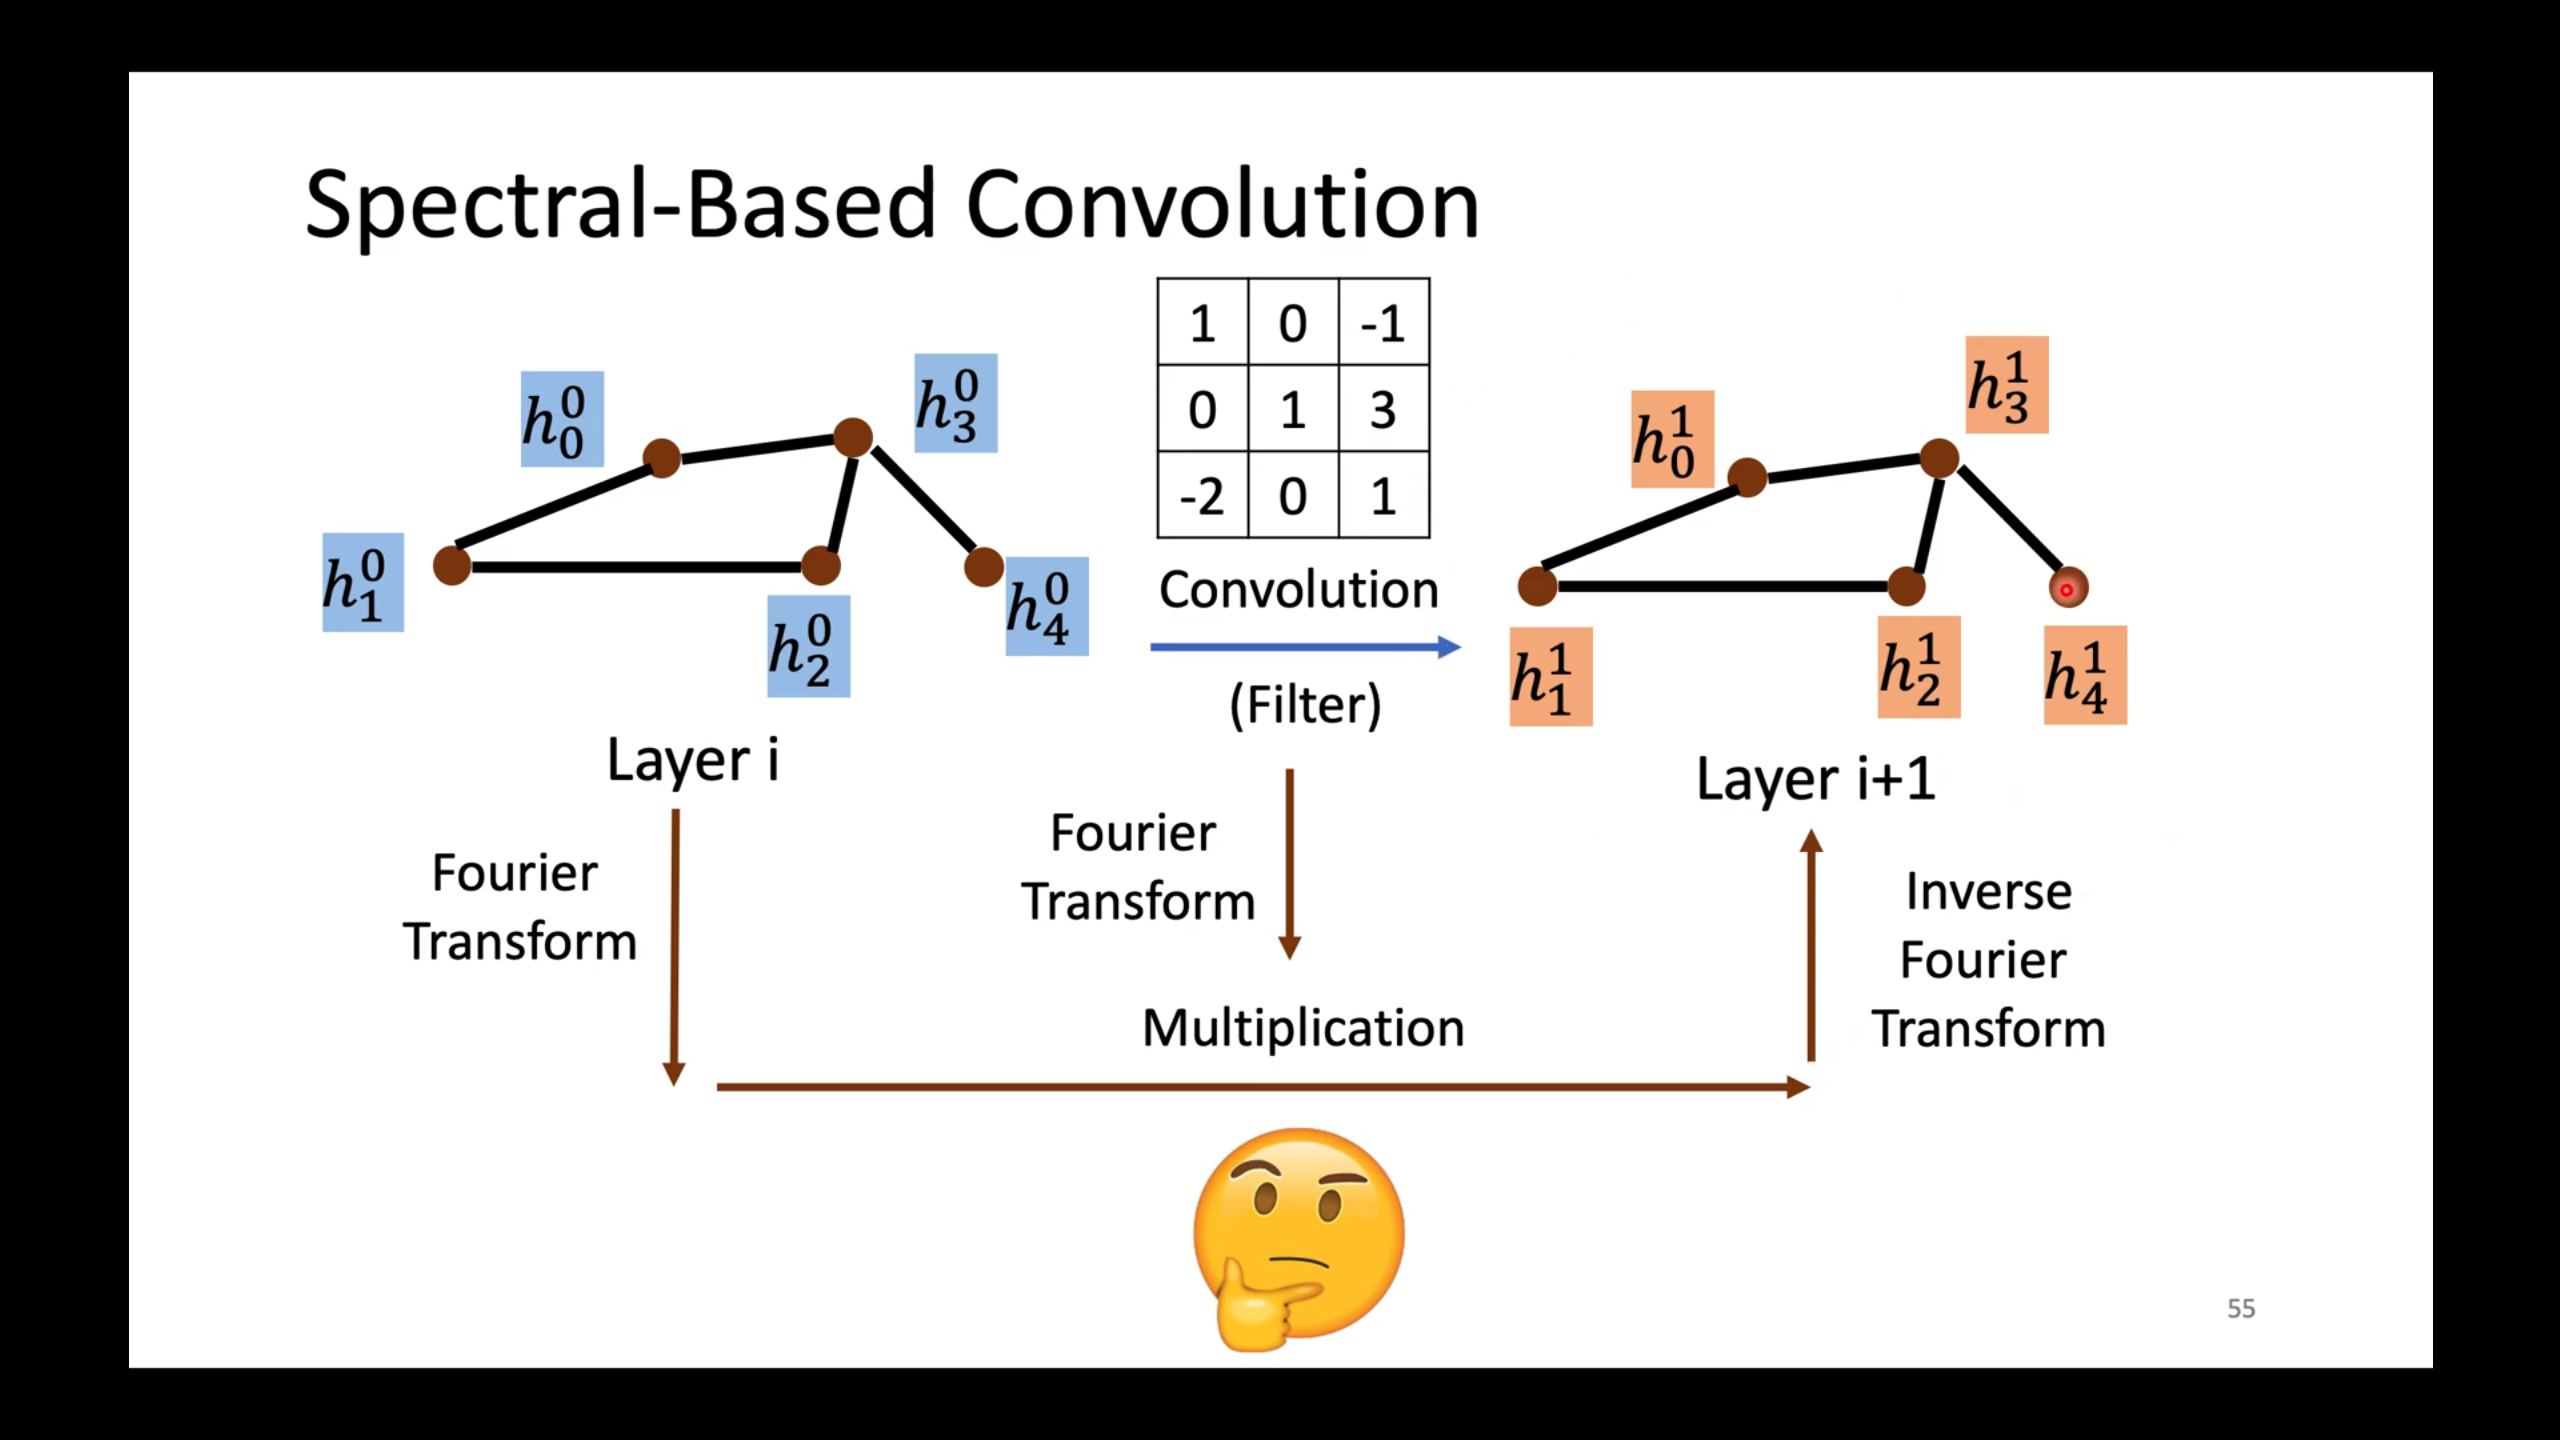 Spectral-Based Convolution
1 0 -1
0 1 3
-2 0 1
h_0^0
h_3^0
h_1^0
h_2^0
h_4^0
Convolution
(Filter)
h_0^1
h_3^1
h_1^1
h_2^1
h_4^1
Layer i
Layer i+1
Fourier
Transform
Fourier
Transform
Multiplication
Inverse
Fourier
Transform
55